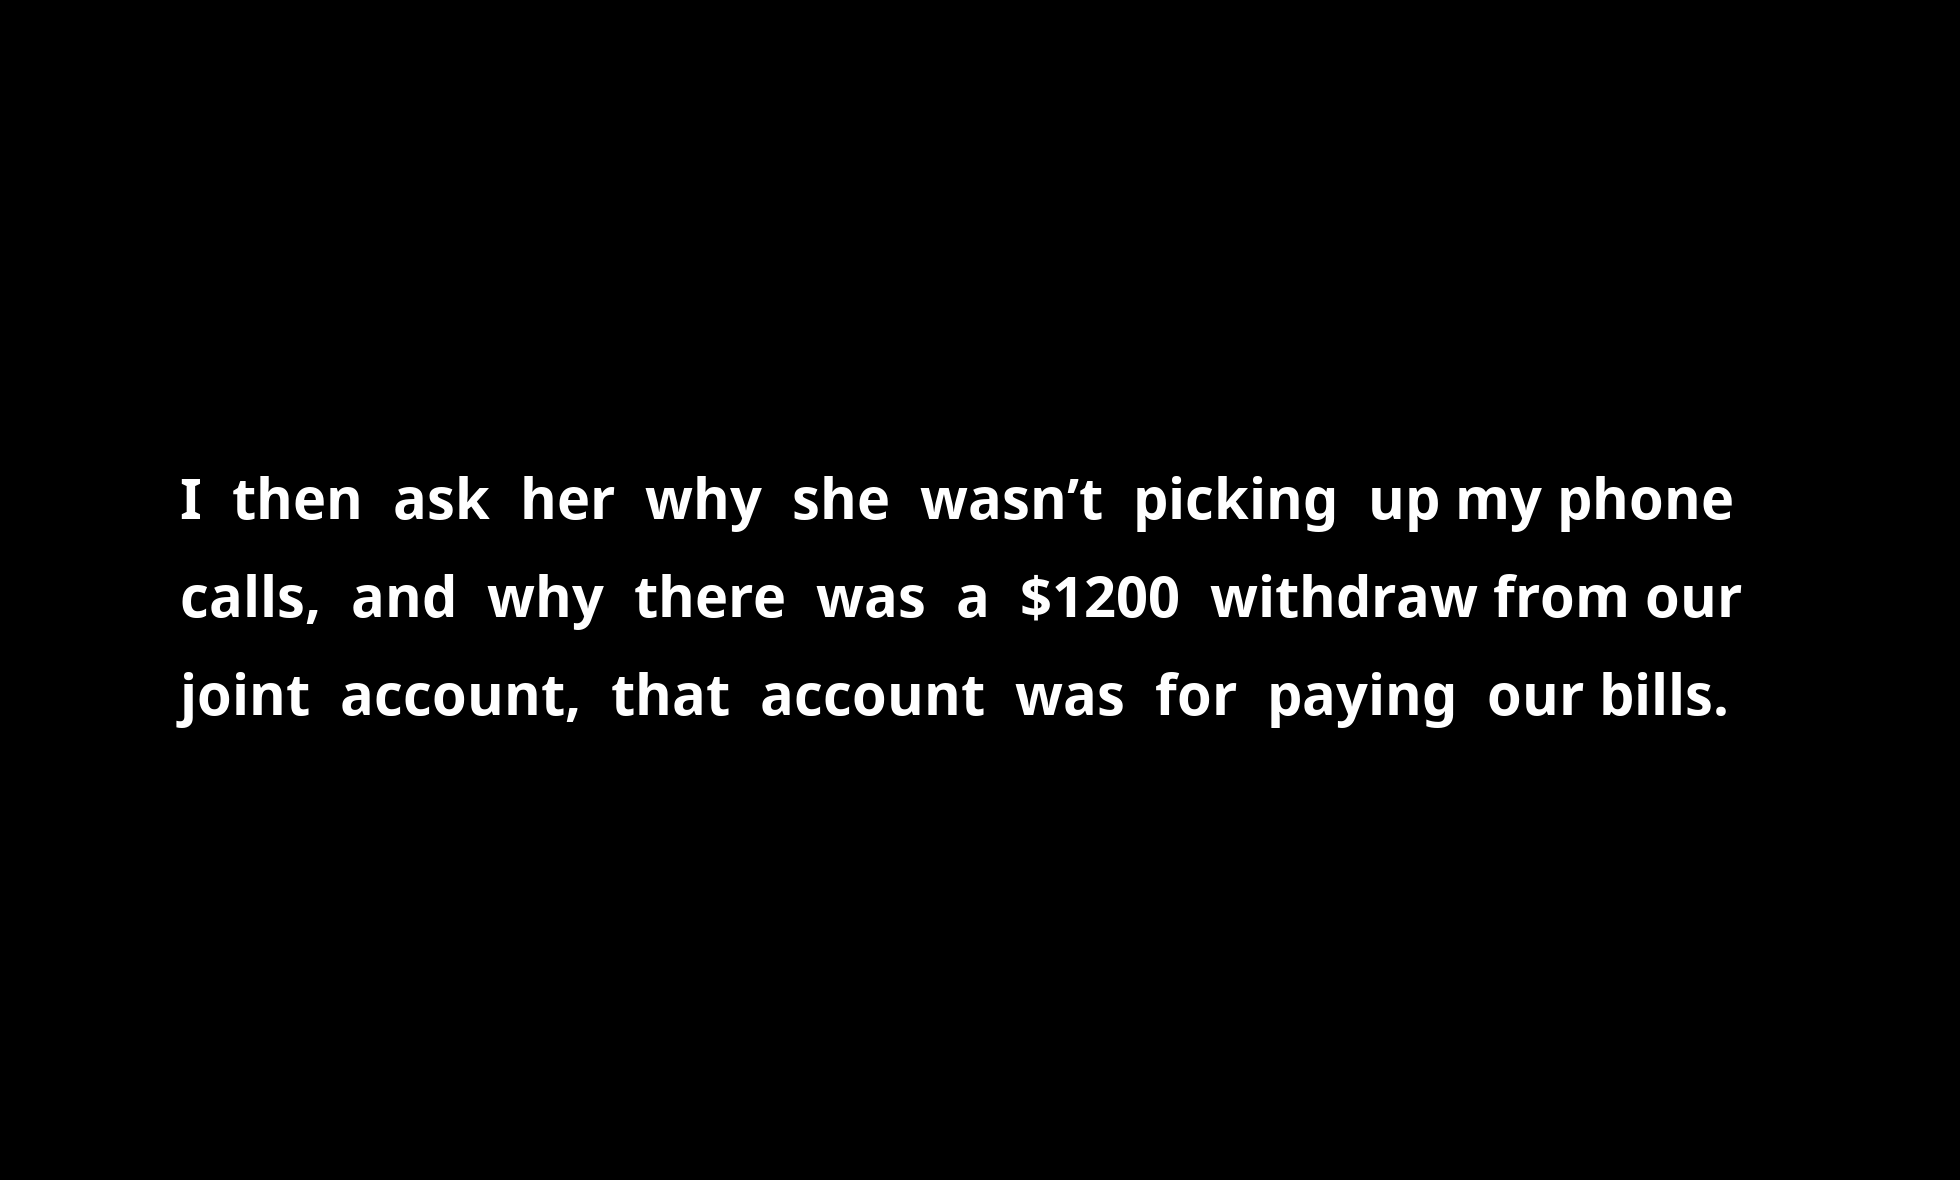 I then ask her why she wasn’t picking up my phone
calls, and why there was a $1200 withdraw from our
joint account, that account was for paying our bills.